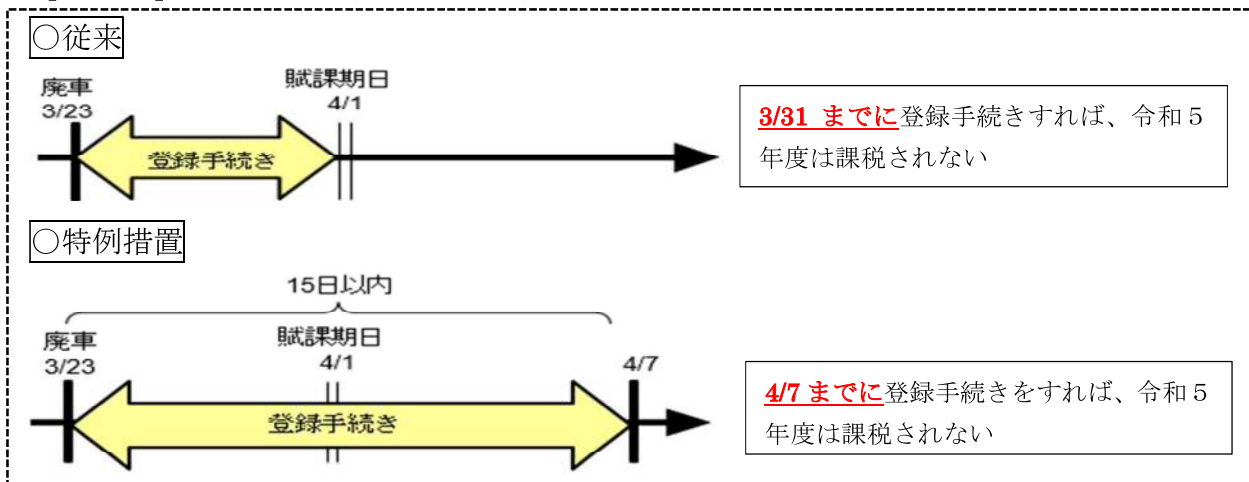 ○従来
廃車
3/23
賦課期日
4/1
登録手続き
3/31 までに登録手続きすれば、令和５
年度は課税されない
○特例措置
15日以内
廃車
3/23
賦課期日
4/1
4/7
登録手続き
4/7 までに登録手続きをすれば、令和５
年度は課税されない